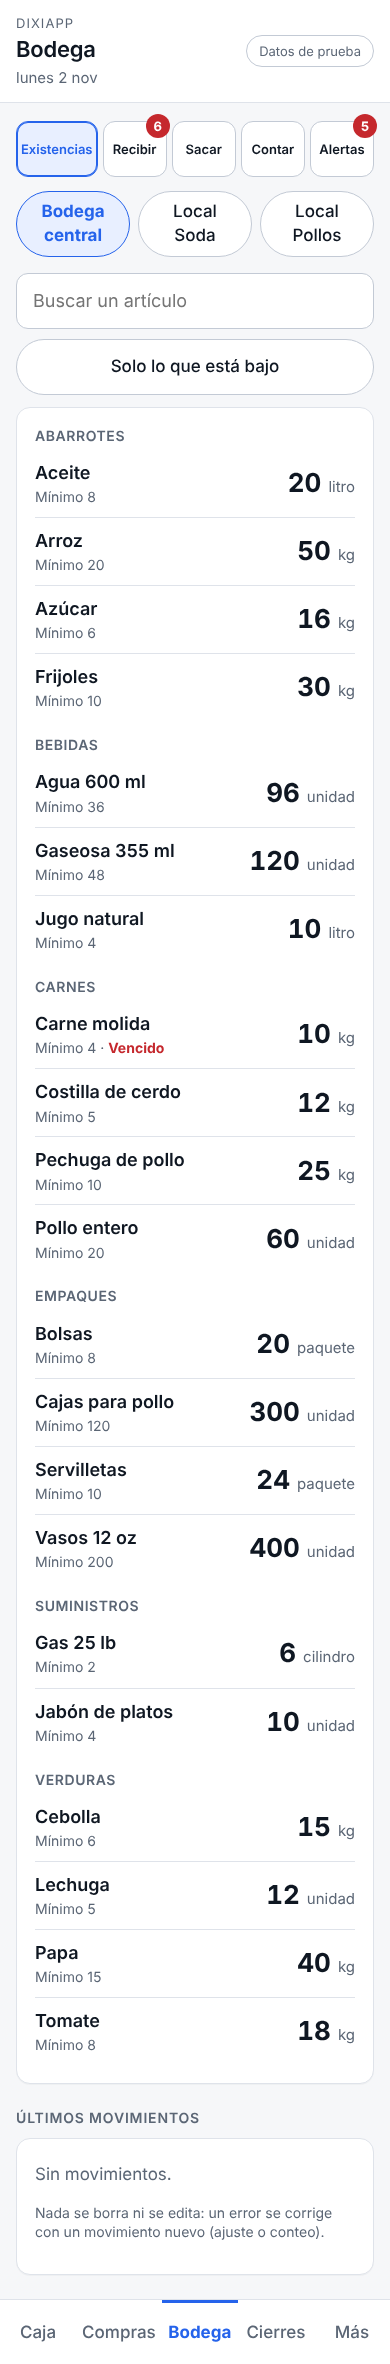 DIXIAPP
Bodega
Datos de prueba
lunes 2 nov
6
5
Existencias
Recibir
Sacar
Contar
Alertas
Bodega
central
Local
Soda
Local
Pollos
Buscar un artículo
Solo lo que está bajo
ABARROTES
Aceite
Mínimo 8
20 litro
Arroz
Mínimo 20
50 kg
Azúcar
Mínimo 6
16 kg
Frijoles
Mínimo 10
30 kg
BEBIDAS
Agua 600 ml
Mínimo 36
96 unidad
Gaseosa 355 ml
Mínimo 48
120 unidad
Jugo natural
Mínimo 4
10 litro
CARNES
Carne molida
Mínimo 4 · Vencido
10 kg
Costilla de cerdo
Mínimo 5
12 kg
Pechuga de pollo
Mínimo 10
25 kg
Pollo entero
Mínimo 20
60 unidad
EMPAQUES
Bolsas
Mínimo 8
20 paquete
Cajas para pollo
Mínimo 120
300 unidad
Servilletas
Mínimo 10
24 paquete
Vasos 12 oz
Mínimo 200
400 unidad
SUMINISTROS
Gas 25 lb
Mínimo 2
6 cilindro
Jabón de platos
Mínimo 4
10 unidad
VERDURAS
Cebolla
Mínimo 6
15 kg
Lechuga
Mínimo 5
12 unidad
Papa
Mínimo 15
40 kg
Tomate
Mínimo 8
18 kg
ÚLTIMOS MOVIMIENTOS
Sin movimientos.
Nada se borra ni se edita: un error se corrige
con un movimiento nuevo (ajuste o conteo).
Caja
Compras
Bodega
Cierres
Más